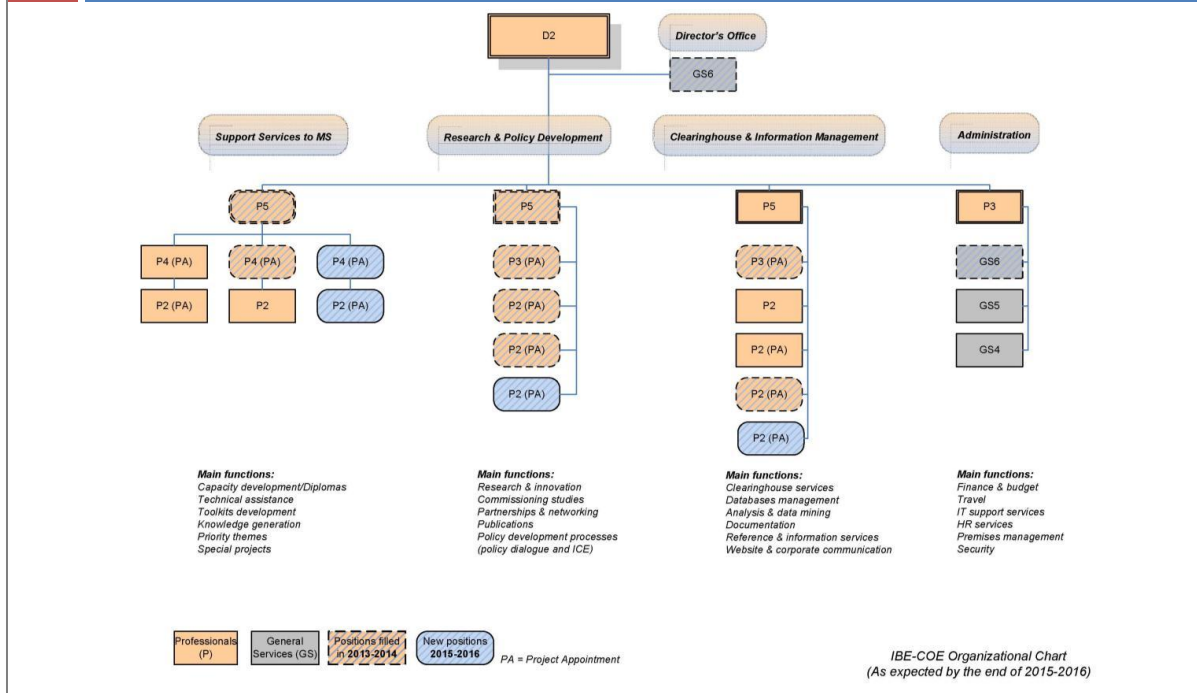 D2
Director's Office
GS6
Support Services to MS
Research & Policy Development
Clearinghouse & Information Management
Administration
P5
P5
P5
P3
P4 (PA)
P4 (PA)
P4 (PA)
P3 (PA)
P3 (PA)
GS6
P2 (PA)
P2
P2 (PA)
P2 (PA)
P2
GS5
P2 (PA)
P2 (PA)
GS4
P2 (PA)
P2 (PA)
P2 (PA)
Main functions:
Capacity development/Diplomas
Technical assistance
Toolkits development
Knowledge generation
Priority themes
Special projects
Main functions:
Research & innovation
Commissioning studies
Partnerships & networking
Publications
Policy development processes
(policy dialogue and ICE)
Main functions:
Clearinghouse services
Databases management
Analysis & data mining
Documentation
Reference & information services
Website & corporate communication
Main functions:
Finance & budget
Travel
IT support services
HR services
Premises management
Security
Professionals
(P)
General
Services (GS)
Positions filled
in 2013-2014
New positions
2015-2016
PA = Project Appointment
IBE-COE Organizational Chart
(As expected by the end of 2015-2016)